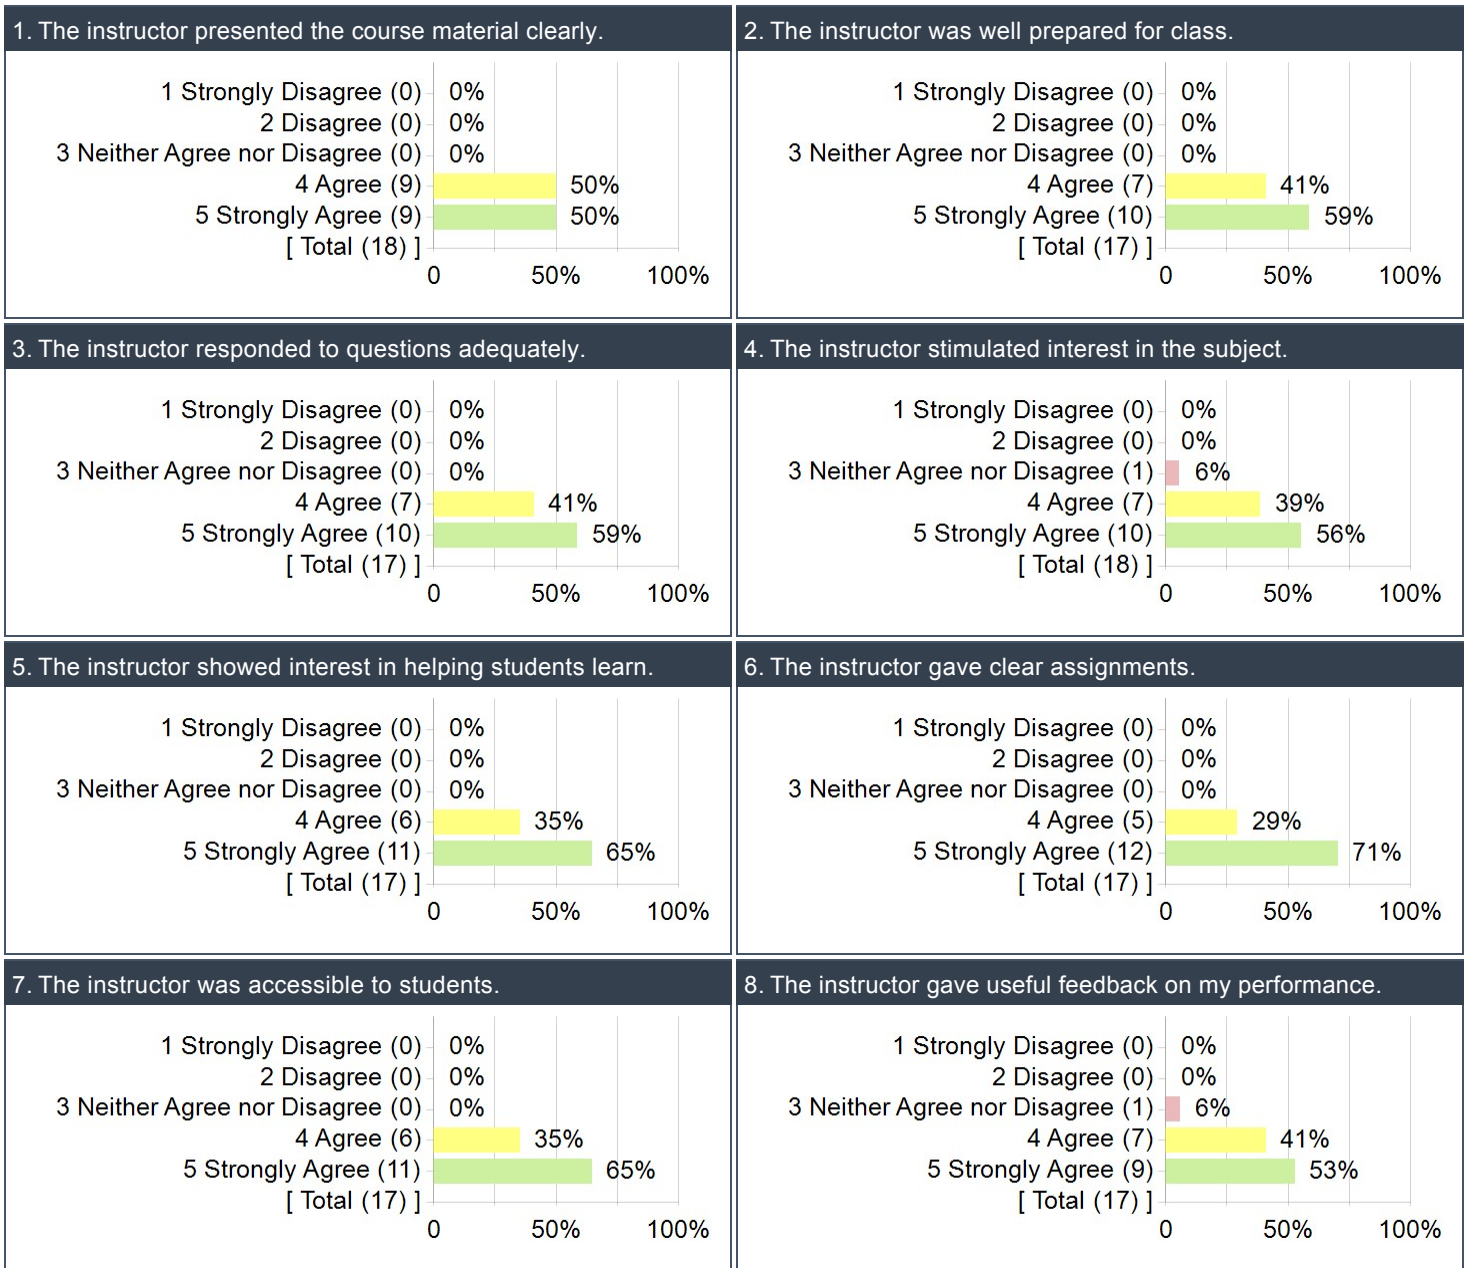 1. The instructor presented the course material clearly.
1 Strongly Disagree (0) 0%
2 Disagree (0) 0%
3 Neither Agree nor Disagree (0) 0%
4 Agree (9) 50%
5 Strongly Agree (9) 50%
[ Total (18) ]
0 50% 100%
2. The instructor was well prepared for class.
1 Strongly Disagree (0) 0%
2 Disagree (0) 0%
3 Neither Agree nor Disagree (0) 0%
4 Agree (7) 41%
5 Strongly Agree (10) 59%
[ Total (17) ]
0 50% 100%
3. The instructor responded to questions adequately.
1 Strongly Disagree (0) 0%
2 Disagree (0) 0%
3 Neither Agree nor Disagree (0) 0%
4 Agree (7) 41%
5 Strongly Agree (10) 59%
[ Total (17) ]
0 50% 100%
4. The instructor stimulated interest in the subject.
1 Strongly Disagree (0) 0%
2 Disagree (0) 0%
3 Neither Agree nor Disagree (1) 6%
4 Agree (7) 39%
5 Strongly Agree (10) 56%
[ Total (18) ]
0 50% 100%
5. The instructor showed interest in helping students learn.
1 Strongly Disagree (0) 0%
2 Disagree (0) 0%
3 Neither Agree nor Disagree (0) 0%
4 Agree (6) 35%
5 Strongly Agree (11) 65%
[ Total (17) ]
0 50% 100%
6. The instructor gave clear assignments.
1 Strongly Disagree (0) 0%
2 Disagree (0) 0%
3 Neither Agree nor Disagree (0) 0%
4 Agree (5) 29%
5 Strongly Agree (12) 71%
[ Total (17) ]
0 50% 100%
7. The instructor was accessible to students.
1 Strongly Disagree (0) 0%
2 Disagree (0) 0%
3 Neither Agree nor Disagree (0) 0%
4 Agree (6) 35%
5 Strongly Agree (11) 65%
[ Total (17) ]
0 50% 100%
8. The instructor gave useful feedback on my performance.
1 Strongly Disagree (0) 0%
2 Disagree (0) 0%
3 Neither Agree nor Disagree (1) 6%
4 Agree (7) 41%
5 Strongly Agree (9) 53%
[ Total (17) ]
0 50% 100%